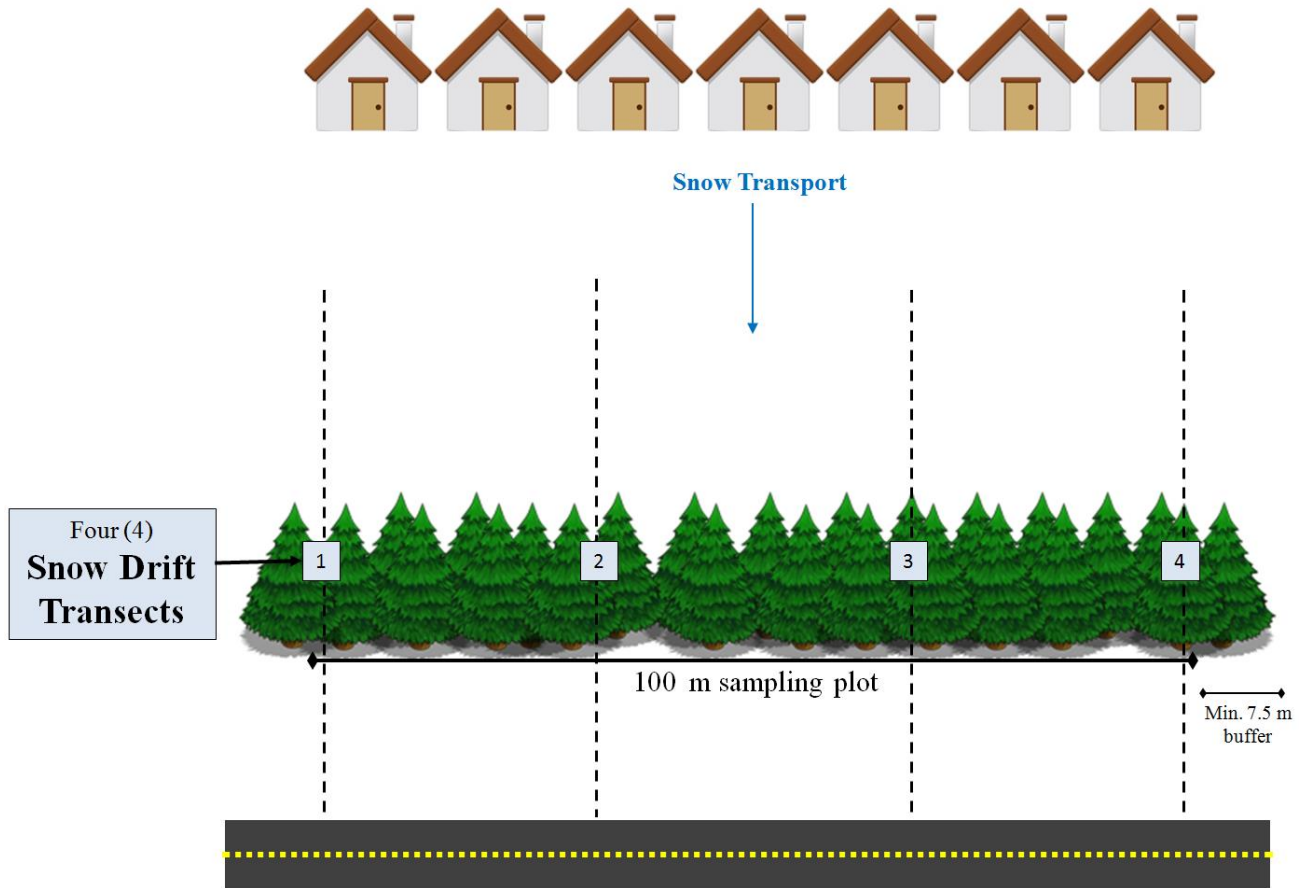 Snow Transport
Four (4)
Snow Drift
Transects
1
2
3
4
100 m sampling plot
Min. 7.5 m
buffer